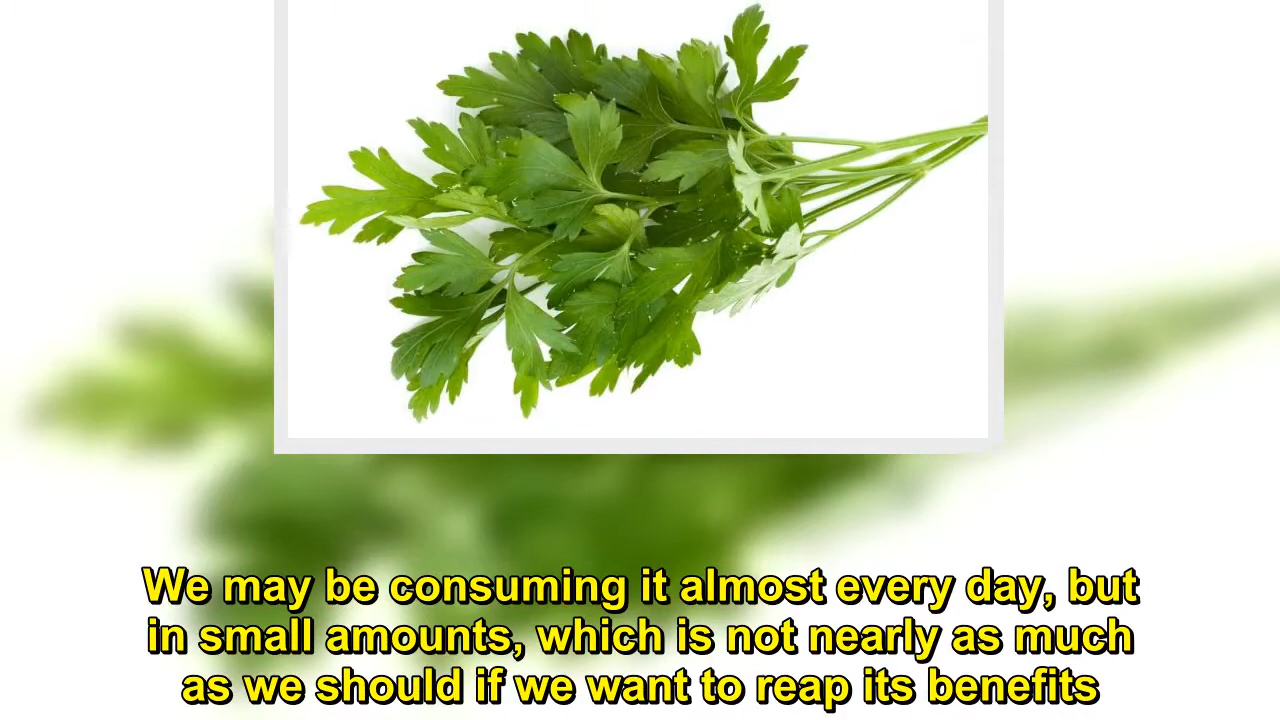 We may be consuming it almost every day, but
in small amounts, which is not nearly as much
as we should if we want to reap its benefits